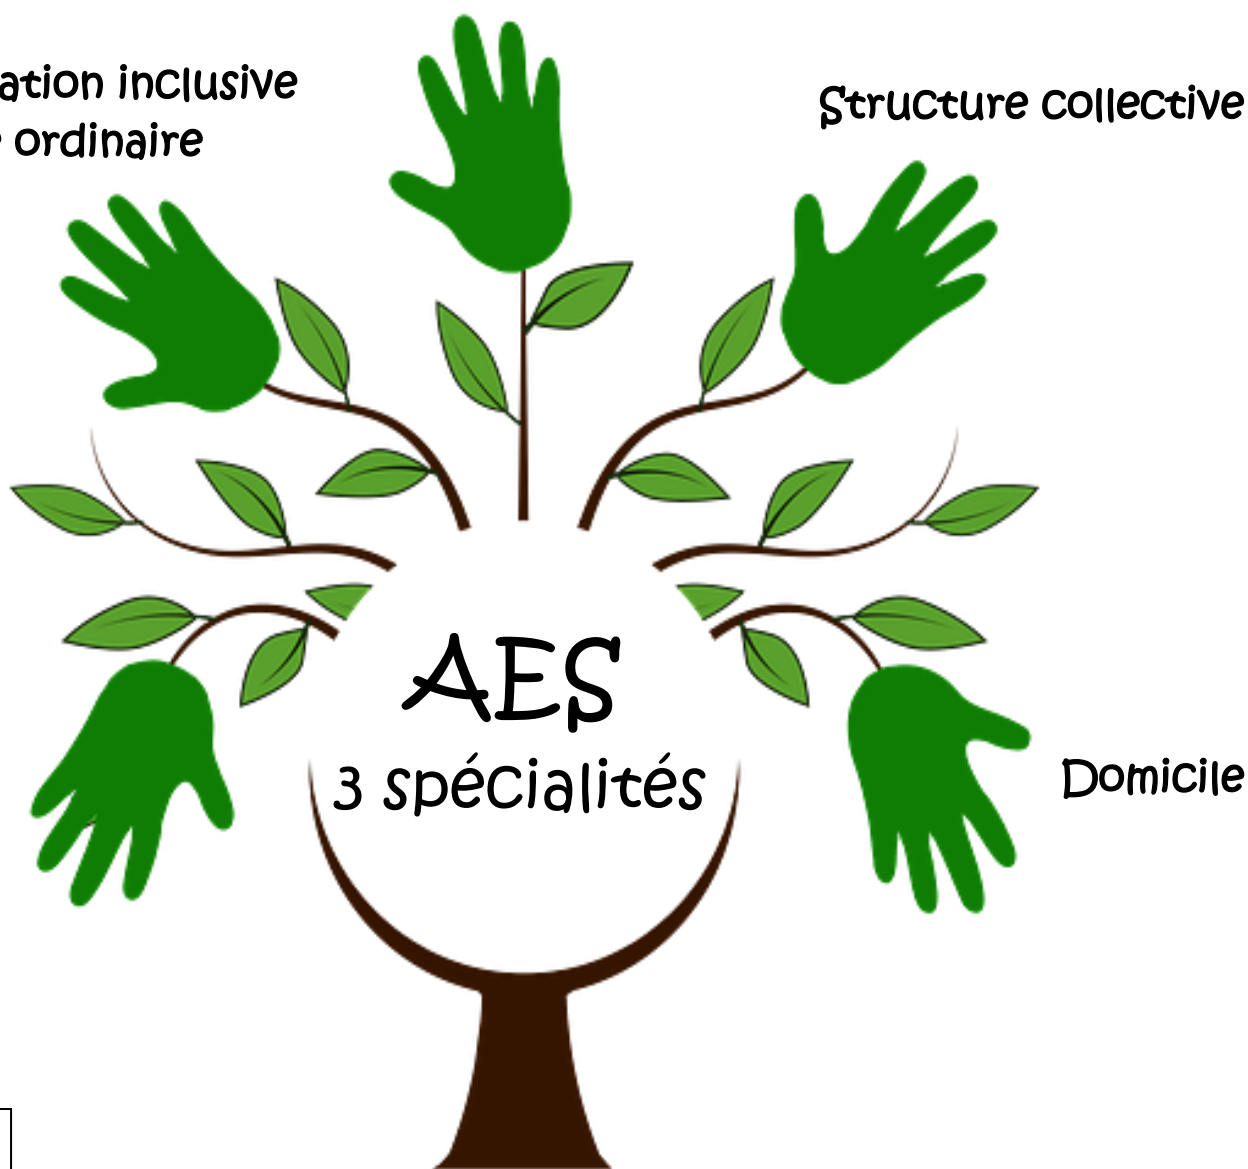 ation inclusive
ordinaire
Structure collective
AES
3 spécialités
Domicile